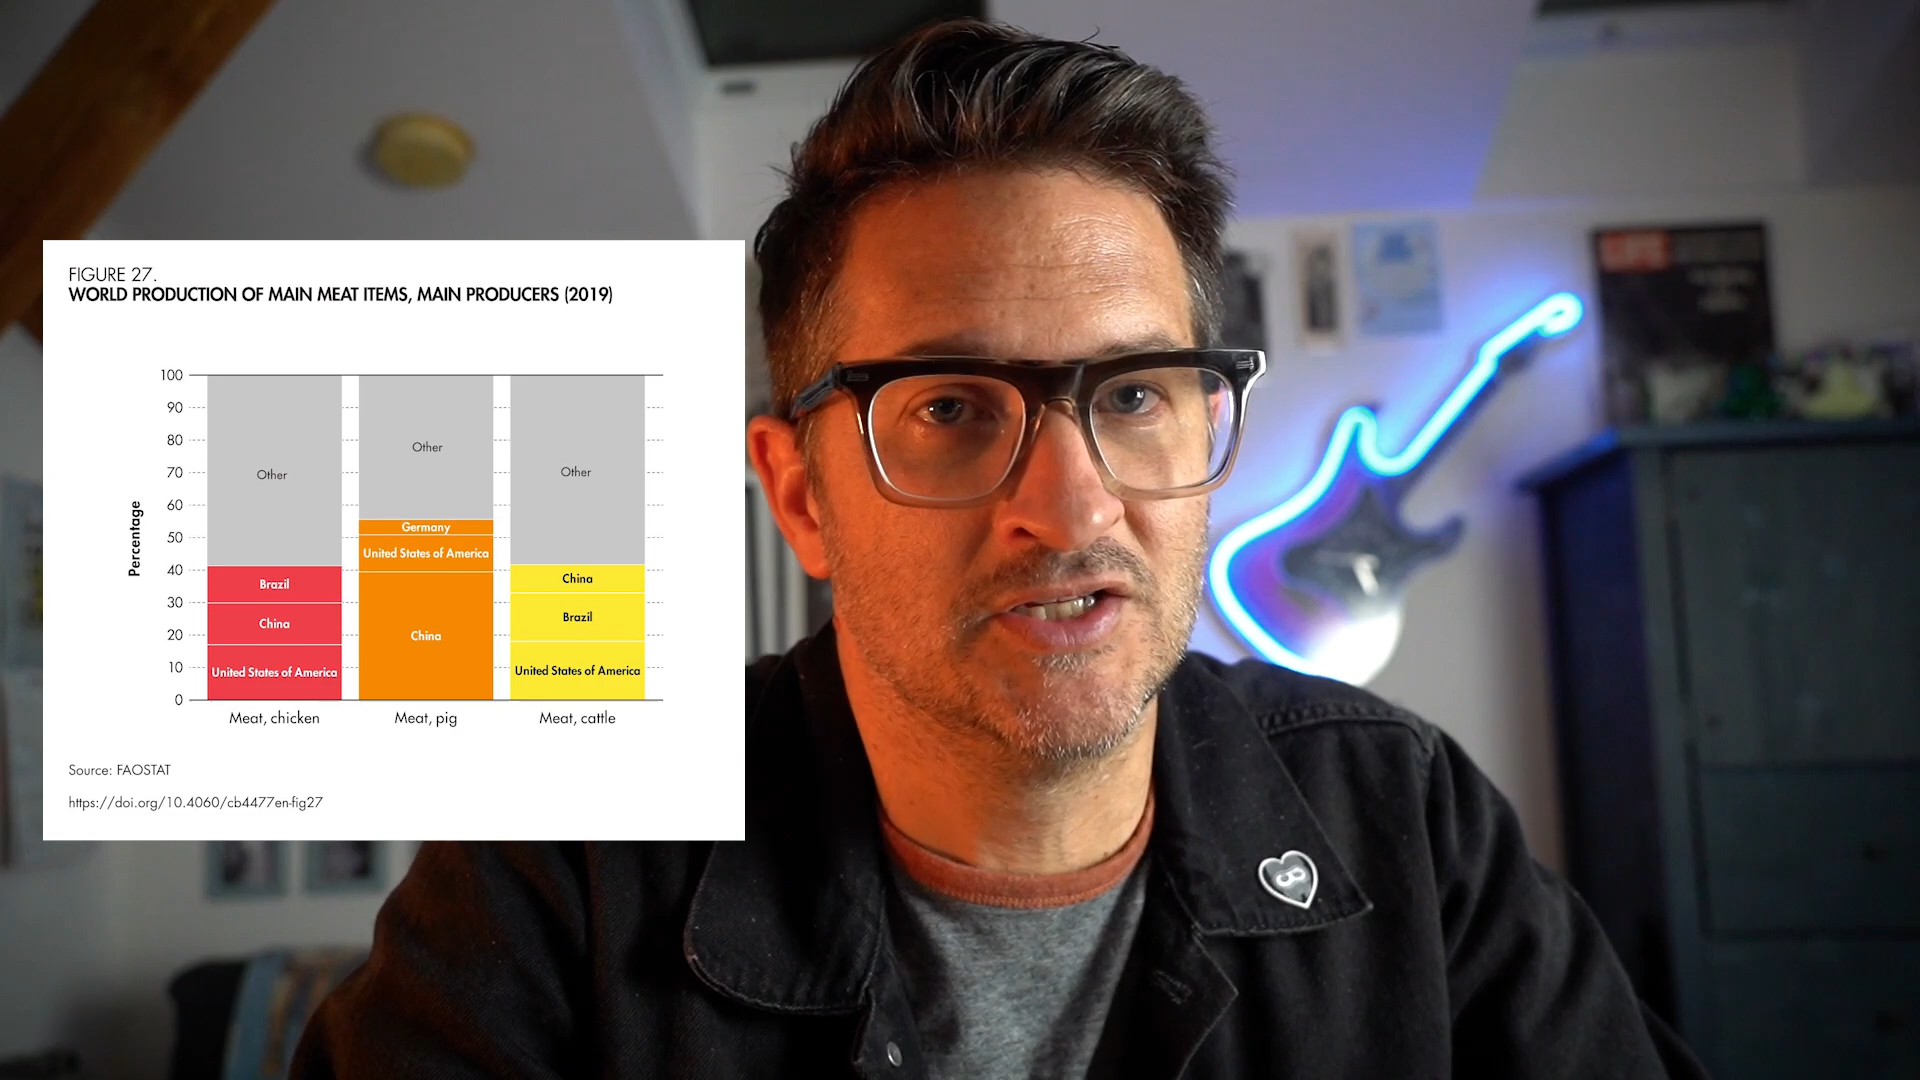 FIGURE 27.
WORLD PRODUCTION OF MAIN MEAT ITEMS, MAIN PRODUCERS (2019)
Percentage
100
90
80
70
60
50
40
30
20
10
0
Other
Brazil
China
United States of America
Other
Germany
United States of America
China
Other
China
Brazil
United States of America
Meat, chicken
Meat, pig
Meat, cattle
Source: FAOSTAT
https://doi.org/10.4060/cb4477en-fig27
LIFE
8